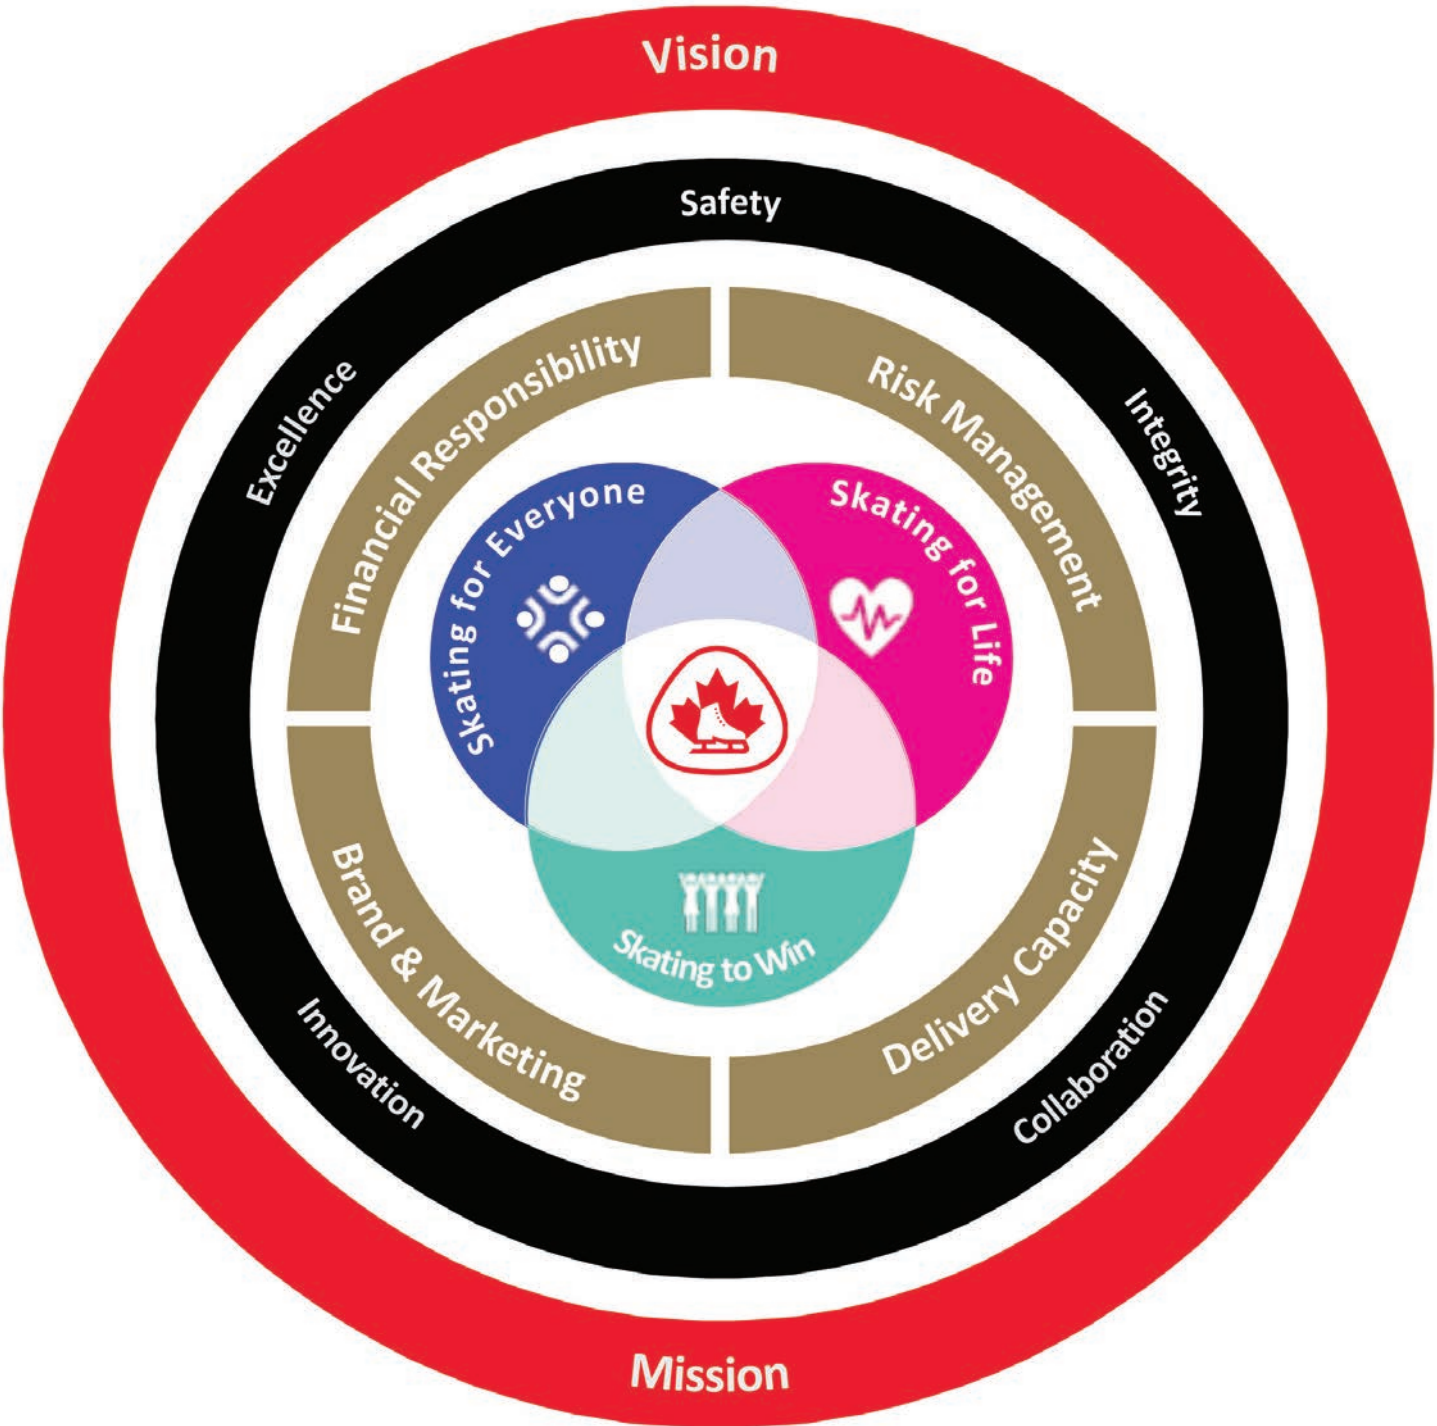 Vision
Safety
Excellence
Integrity
Financial Responsibility
Risk Management
Skating for Everyone
Skating for Life
Skating to Win
Brand & Marketing
Delivery Capacity
Innovation
Collaboration
Mission